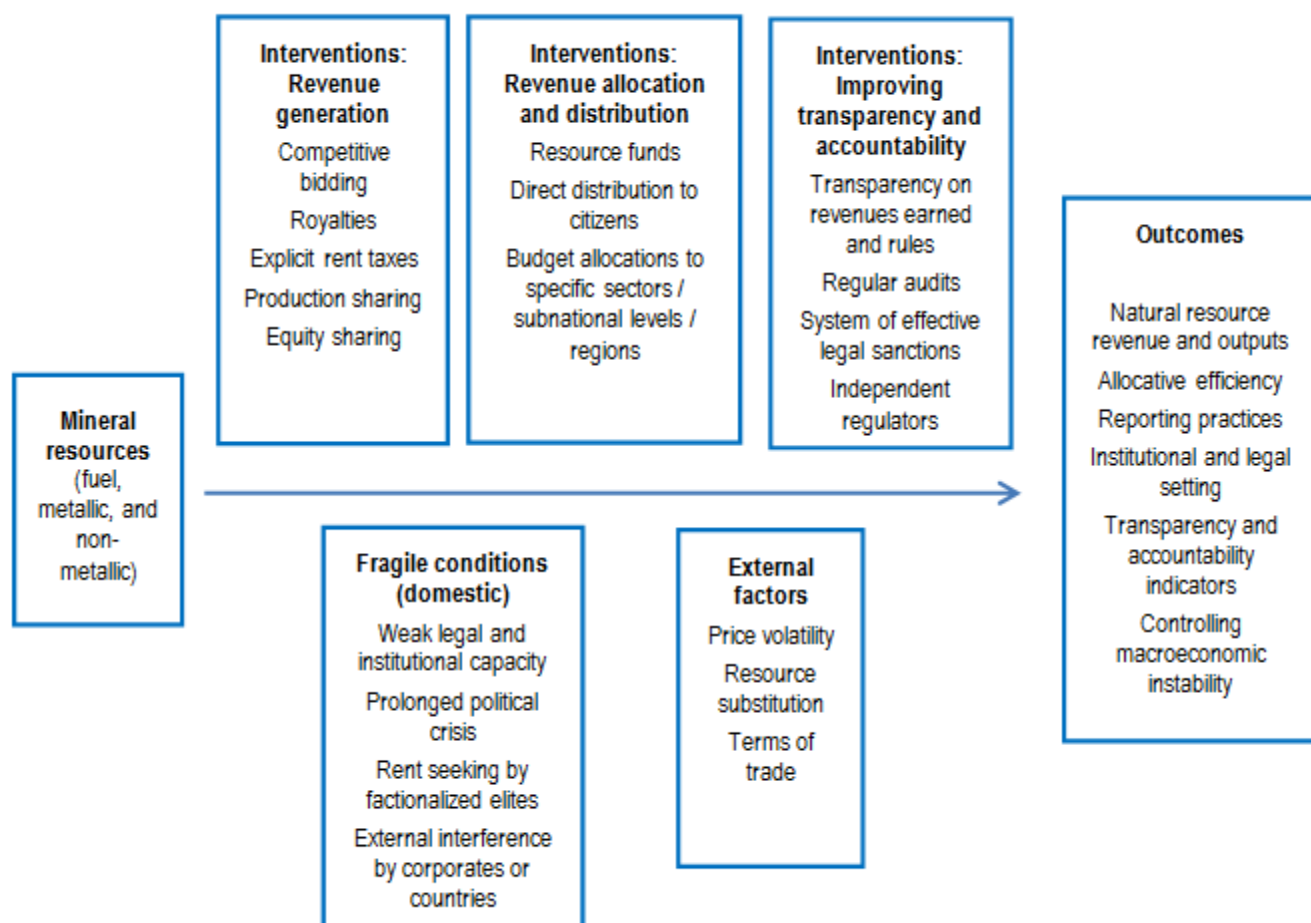 Mineral
resources
(fuel,
metallic, and
non-
metallic)
Interventions:
Revenue
generation
Competitive
bidding
Royalties
Explicit rent taxes
Production sharing
Equity sharing
Interventions:
Revenue allocation
and distribution
Resource funds
Direct distribution to
citizens
Budget allocations to
specific sectors /
subnational levels /
regions
Interventions:
Improving
transparency and
accountability
Transparency on
revenues earned
and rules
Regular audits
System of effective
legal sanctions
Independent
regulators
Fragile conditions
(domestic)
Weak legal and
institutional capacity
Prolonged political
crisis
Rent seeking by
factionalized elites
External interference
by corporates or
countries
External
factors
Price volatility
Resource
substitution
Terms of
trade
Outcomes
Natural resource
revenue and outputs
Allocative efficiency
Reporting practices
Institutional and legal
setting
Transparency and
accountability
indicators
Controlling
macroeconomic
instability